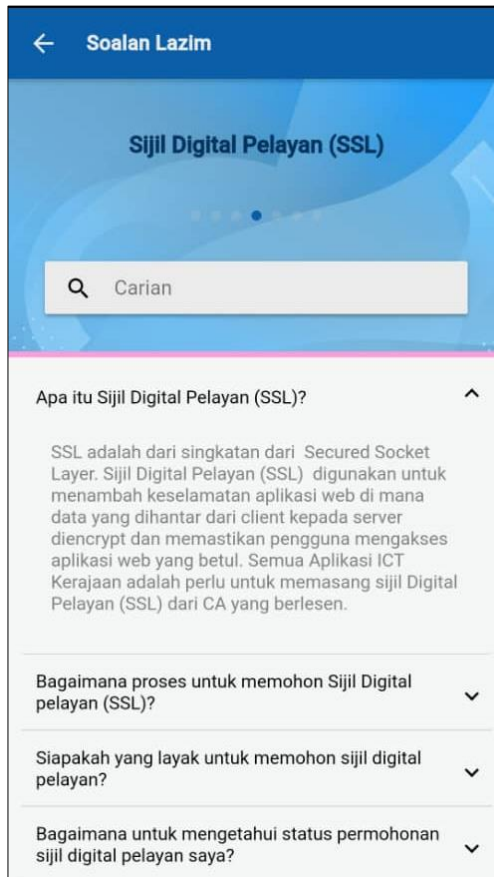 Soalan Lazim
Sijil Digital Pelayan (SSL)
Carian
Apa itu Sijil Digital Pelayan (SSL)?
SSL adalah dari singkatan dari Secured Socket
Layer. Sijil Digital Pelayan (SSL) digunakan untuk
menambah keselamatan aplikasi web di mana
data yang dihantar dari client kepada server
diencrypt dan memastikan pengguna mengakses
aplikasi web yang betul. Semua Aplikasi ICT
Kerajaan adalah perlu untuk memasang sijil Digital
Pelayan (SSL) dari CA yang berlesen.
Bagaimana proses untuk memohon Sijil Digital
pelayan (SSL)?
Siapakah yang layak untuk memohon sijil digital
pelayan?
Bagaimana untuk mengetahui status permohonan
sijil digital pelayan saya?